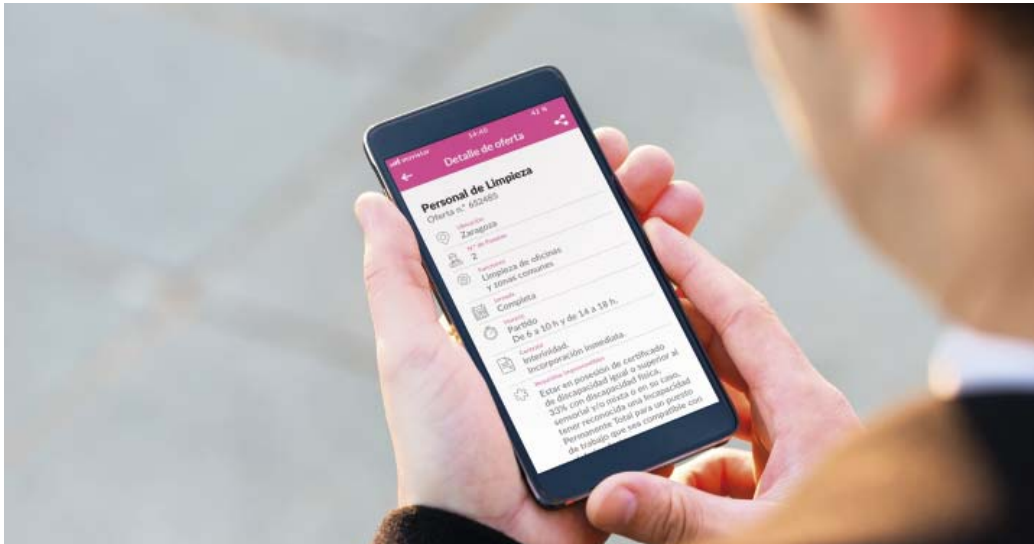 movistar 14:40 42 %
Detalle de oferta
Personal de Limpieza
Oferta n.º 652485
Ubicación
Zaragoza
N.º de Puestos
2
Funciones
Limpieza de oficinas
y zonas comunes
Jornada
Completa
Horario
Partido
De 6 a 10 h y de 14 a 18 h.
Contrato
Interinidad.
Incorporación inmediata.
Requisitos imprescindibles
Estar en posesión de certificado
de discapacidad igual o superior al
33% con discapacidad física,
sensorial y/o mixta o en su caso,
tener reconocida una Incapacidad
Permanente Total para un puesto
de trabajo que sea compatible con